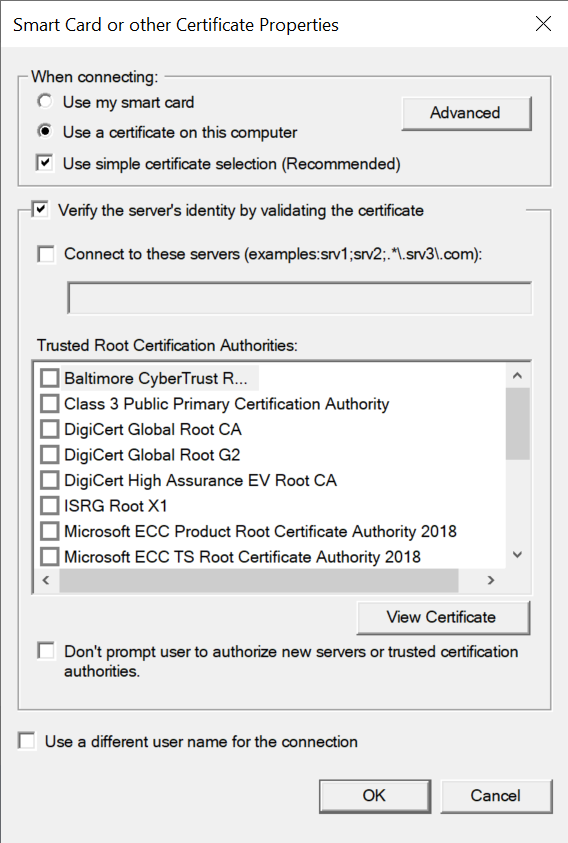 Smart Card or other Certificate Properties
When connecting:
Use my smart card
Advanced
Use a certificate on this computer
Use simple certificate selection (Recommended)
Verify the server's identity by validating the certificate
Connect to these servers (examples:srv1;srv2;.*\.srv3\.com):
Trusted Root Certification Authorities:
Baltimore CyberTrust R...
Class 3 Public Primary Certification Authority
DigiCert Global Root CA
DigiCert Global Root G2
DigiCert High Assurance EV Root CA
ISRG Root X1
Microsoft ECC Product Root Certificate Authority 2018
Microsoft ECC TS Root Certificate Authority 2018
View Certificate
Don't prompt user to authorize new servers or trusted certification
authorities.
Use a different user name for the connection
OK
Cancel